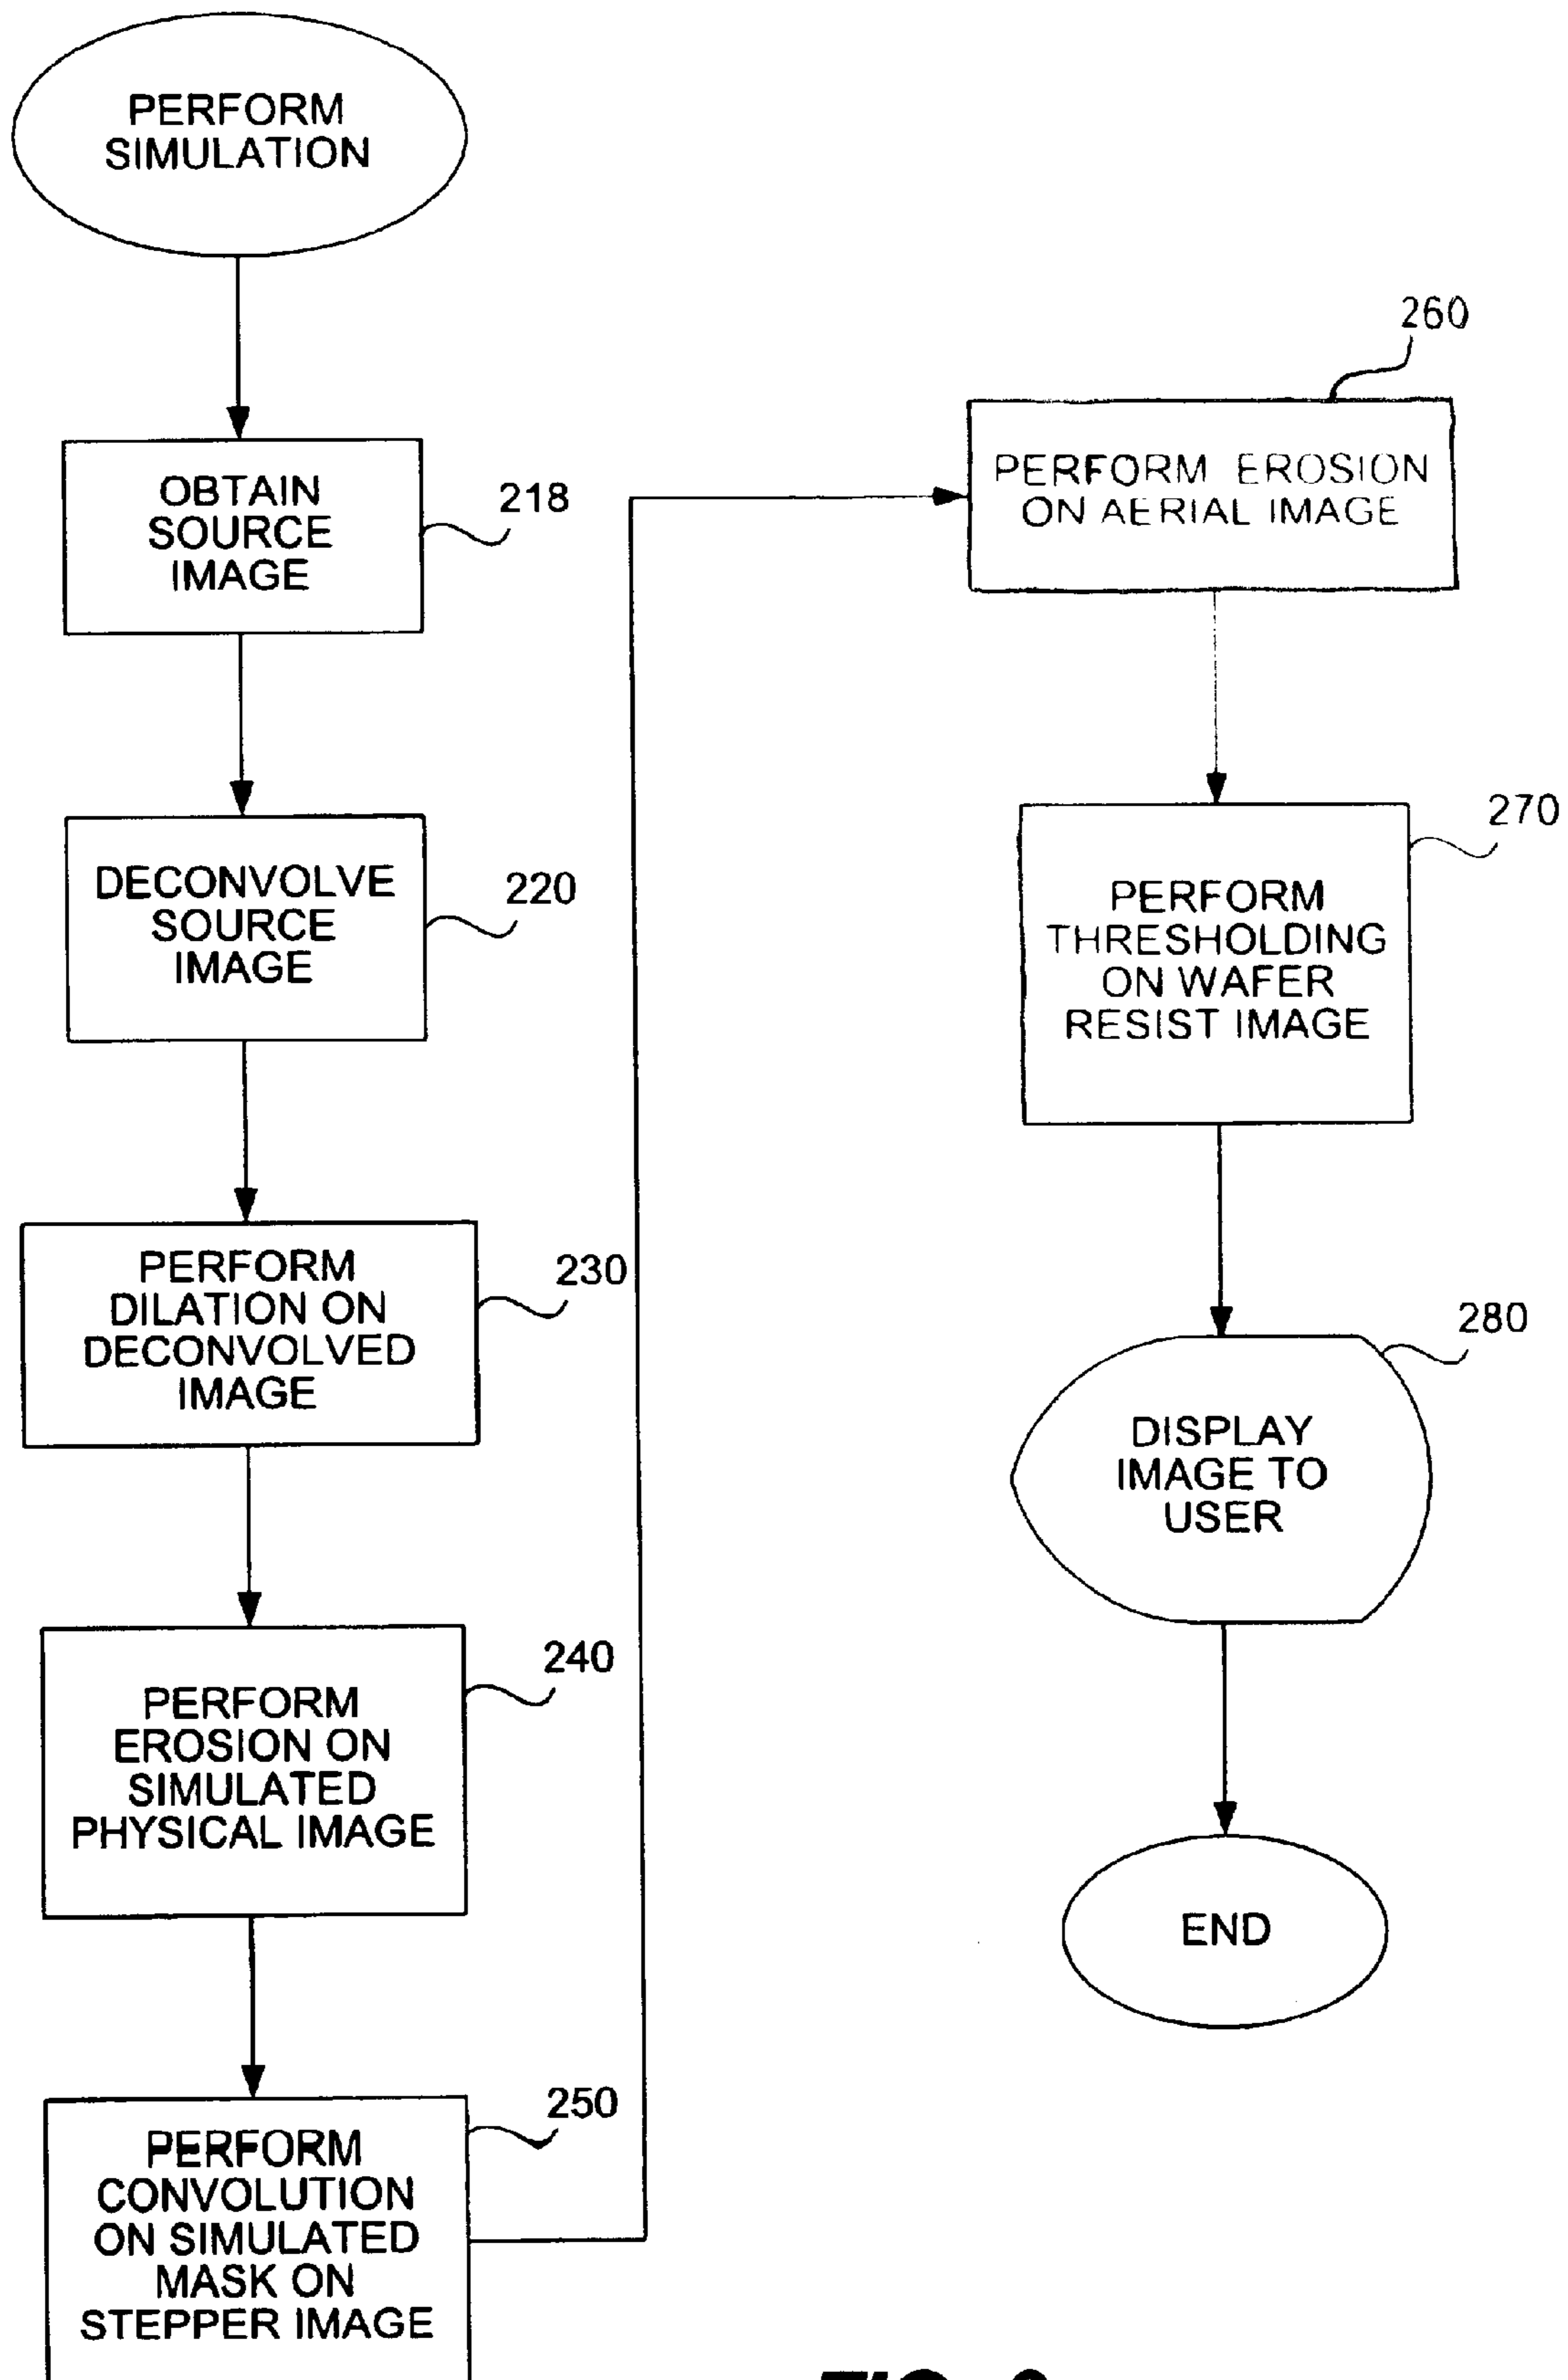 PERFORM
SIMULATION
OBTAIN
SOURCE
IMAGE
218
DECONVOLVE
SOURCE
IMAGE
220
PERFORM
DILATION ON
DECONVOLVED
IMAGE
230
PERFORM
EROSION ON
SIMULATED
PHYSICAL IMAGE
240
PERFORM
CONVOLUTION
ON SIMULATED
MASK ON
STEPPER IMAGE
250
260
PERFORM EROSION
ON AERIAL IMAGE
270
PERFORM
THRESHOLDING
ON WAFER
RESIST IMAGE
280
DISPLAY
IMAGE TO
USER
END